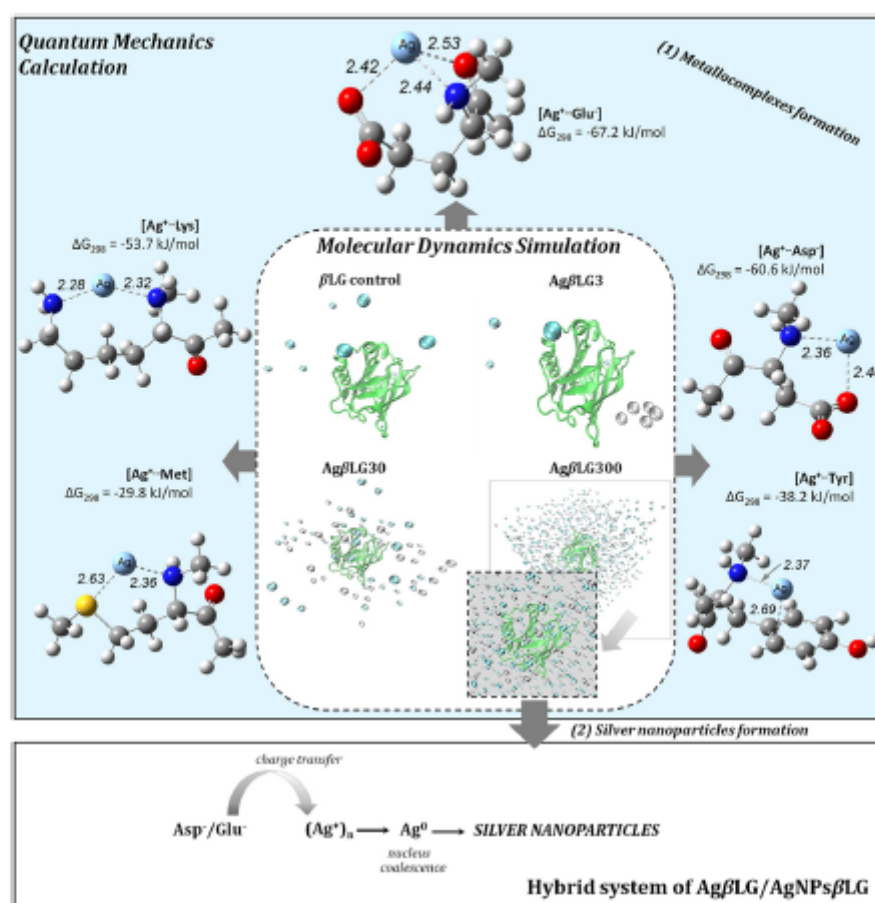 Quantum Mechanics
Calculation
Ag
2.53
2.42
2.44
(1) Metallocomplexes formation
[Ag⁺–Glu⁻]
ΔG₂₉₈ = -67.2 kJ/mol
[Ag⁺–Lys]
ΔG₂₉₈ = -53.7 kJ/mol
2.28
Ag
2.32
Molecular Dynamics Simulation
βLG control
AgβLG3
[Ag⁺–Asp⁻]
ΔG₂₉₈ = -60.6 kJ/mol
Ag
2.36
AgβLG30
AgβLG300
[Ag⁺–Met]
ΔG₂₉₈ = -29.8 kJ/mol
Ag
2.63
2.36
[Ag⁺–Tyr]
ΔG₂₉₈ = -38.2 kJ/mol
2.37
Ag
2.69
(2) Silver nanoparticles formation
charge transfer
Asp⁻/Glu⁻ (Ag⁺)ₙ → Ag⁰ → SILVER NANOPARTICLES
nucleus
coalescence
Hybrid system of AgβLG/AgNPsβLG